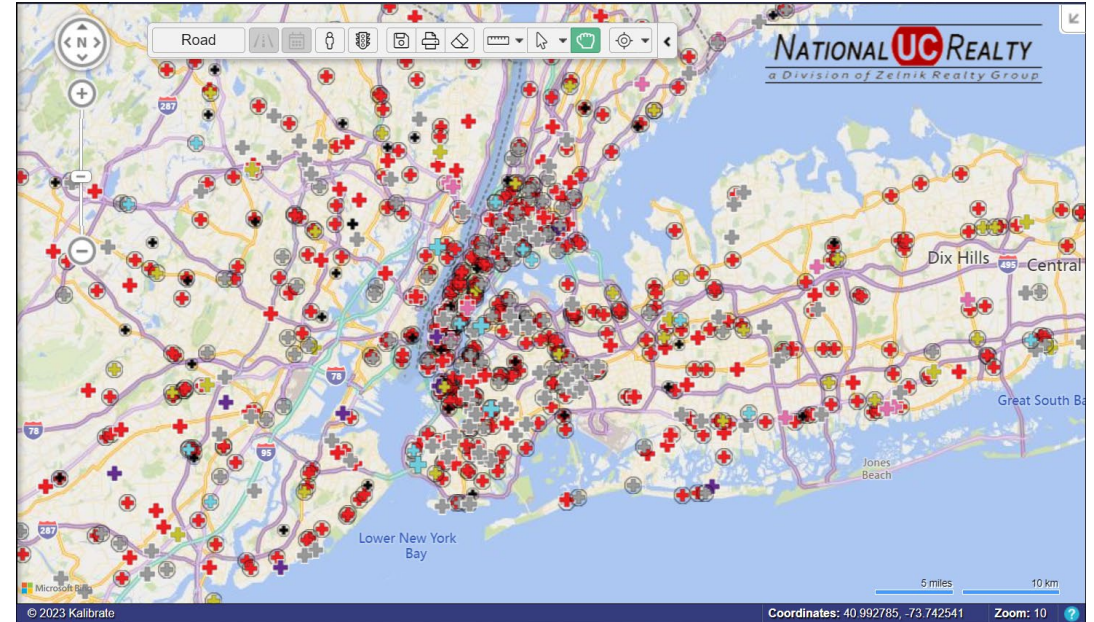 N
Road
NATIONAL UC REALTY
a Division of Zelnik Realty Group
287
Dix Hills
495
Central
78
Great South Ba
78
95
Jones
Beach
287
Lower New York
Bay
Microsoft Bing
5 miles
10 km
© 2023 Kalibrate
Coordinates: 40.992785, -73.742541
Zoom: 10
?